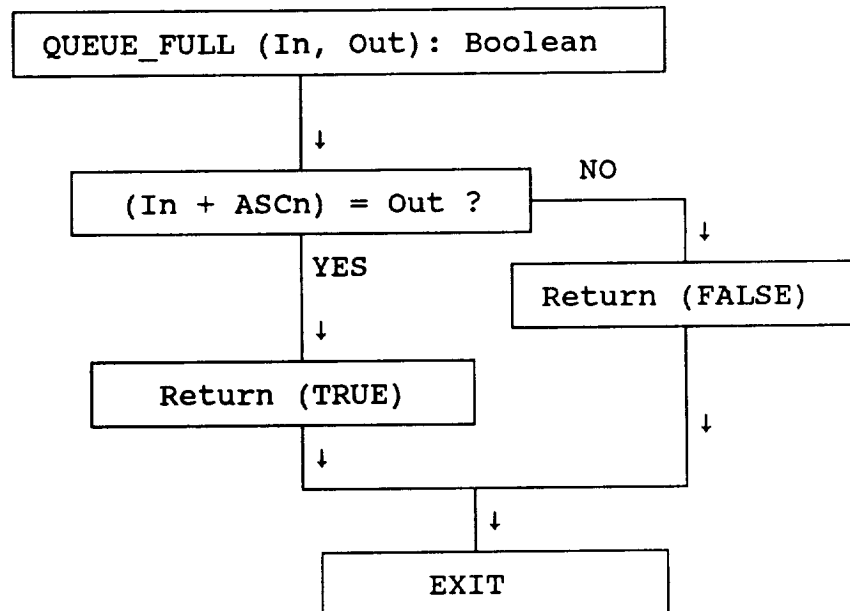 QUEUE_FULL (In, Out): Boolean
(In + ASCn) = Out ?
NO
YES
Return (FALSE)
Return (TRUE)
EXIT